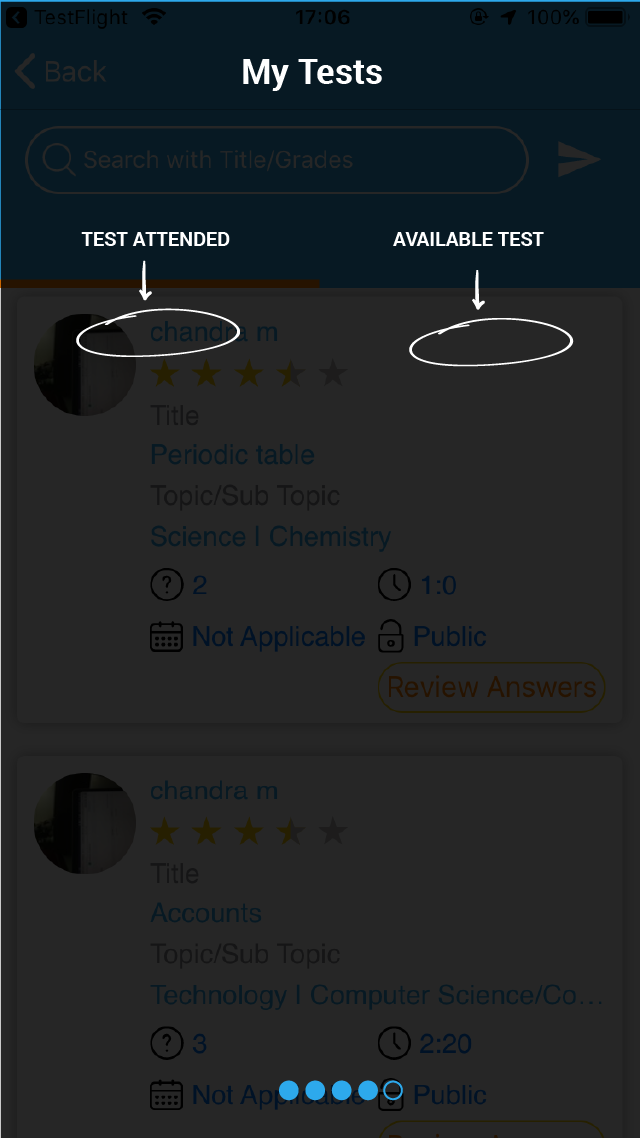 TestFlight 17:06 100%
Back My Tests
Search with Title/Grades
TEST ATTENDED AVAILABLE TEST
chandra m
Title
Periodic table
Topic/Sub Topic
Science | Chemistry
? 2 1:0
Not Applicable Public
Review Answers
chandra m
Title
Accounts
Topic/Sub Topic
Technology | Computer Science/Co...
? 3 2:20
Not Applicable Public